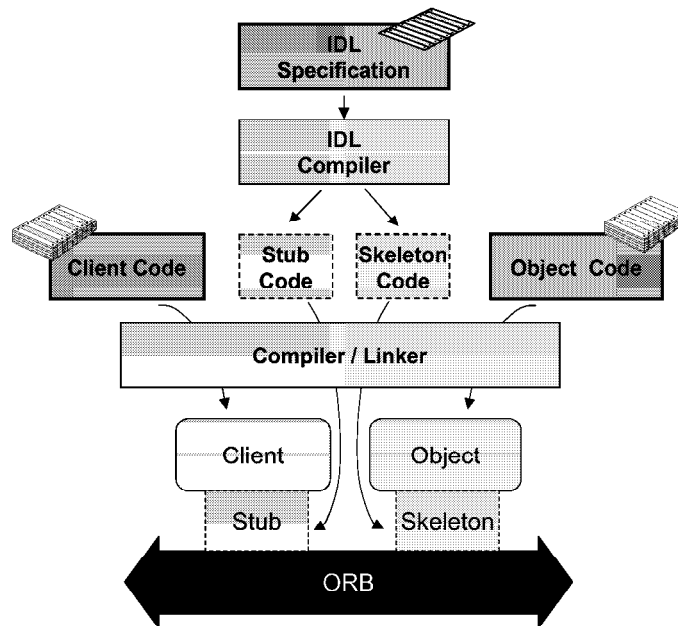 IDL
Specification
IDL
Compiler
Client Code
Stub
Code
Skeleton
Code
Object Code
Compiler / Linker
Client
Object
Stub
Skeleton
ORB